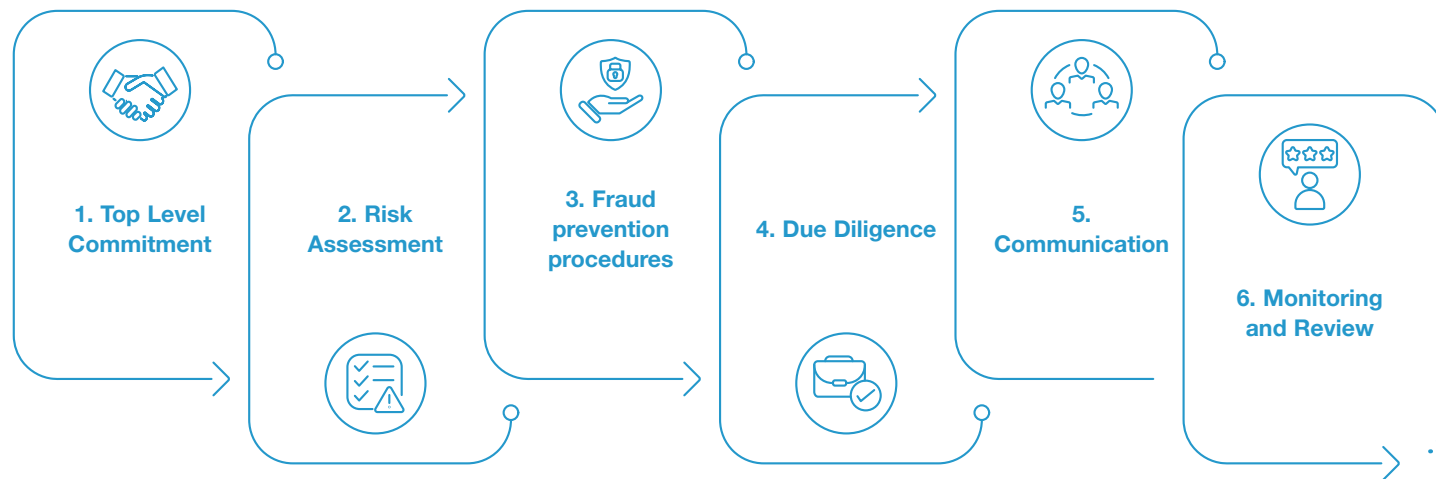 1. Top Level
Commitment
2. Risk
Assessment
3. Fraud
prevention
procedures
4. Due Diligence
5.
Communication
6. Monitoring
and Review